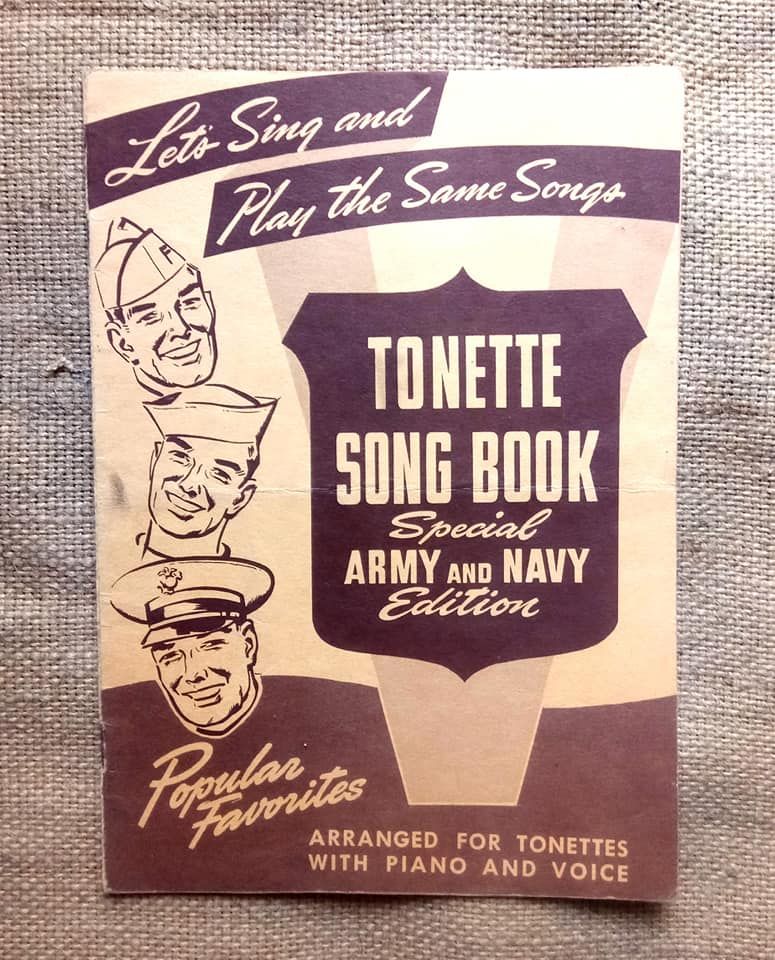 Let's Sing and
Play the Same Songs
TONETTE
SONG BOOK
Special
ARMY AND NAVY
Edition
Popular
Favorites
ARRANGED FOR TONETTES
WITH PIANO AND VOICE